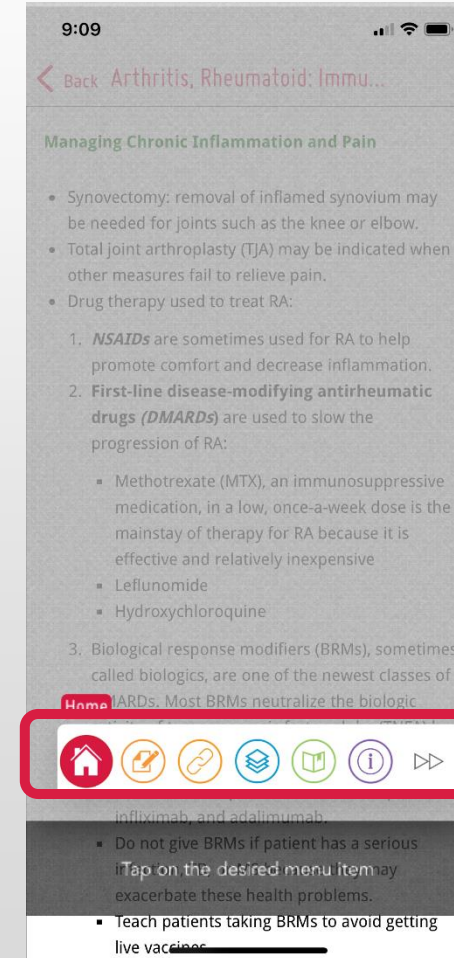 9:09
Back Arthritis, Rheumatoid: Immu...
Managing Chronic Inflammation and Pain
• Synovectomy: removal of inflamed synovium may
be needed for joints such as the knee or elbow.
• Total joint arthroplasty (TJA) may be indicated when
other measures fail to relieve pain.
• Drug therapy used to treat RA:
1. NSAIDs are sometimes used for RA to help
promote comfort and decrease inflammation.
2. First-line disease-modifying antirheumatic
drugs (DMARDs) are used to slow the
progression of RA:
▪ Methotrexate (MTX), an immunosuppressive
medication, in a low, once-a-week dose is the
mainstay of therapy for RA because it is
effective and relatively inexpensive
▪ Leflunomide
▪ Hydroxychloroquine
3. Biological response modifiers (BRMs), sometimes
called biologics, are one of the newest classes of
Home
Most BRMs neutralize the biologic
infliximab, and adalimumab.
▪ Do not give BRMs if patient has a serious
Tap on the desired menu item
may
exacerbate these health problems.
▪ Teach patients taking BRMs to avoid getting
live vaccines